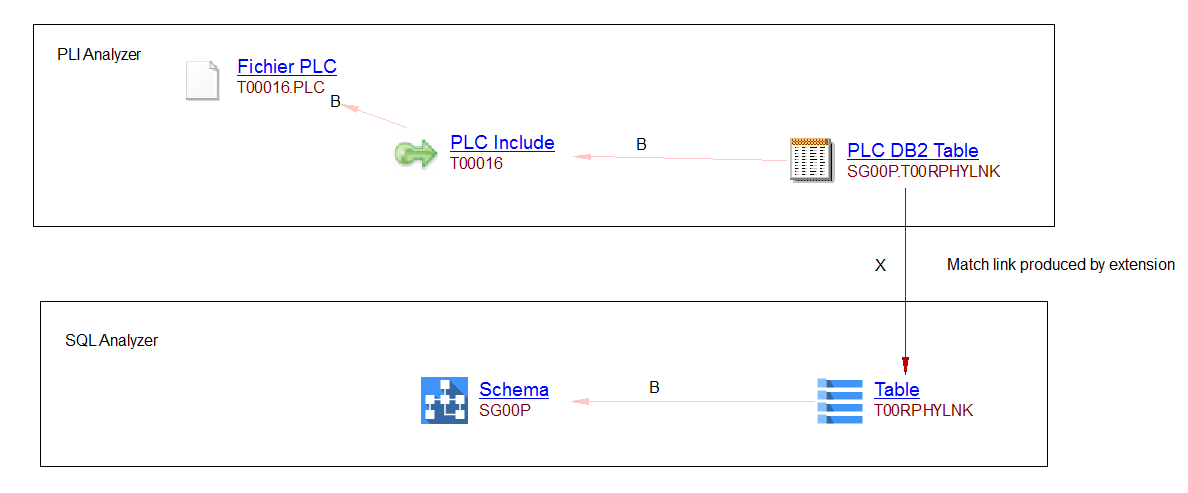 PLI Analyzer
Fichier PLC
T00016.PLC
B
PLC Include
T00016
B
PLC DB2 Table
SG00P.T00RPHYLNK
X
Match link produced by extension
SQL Analyzer
Schema
SG00P
B
Table
T00RPHYLNK